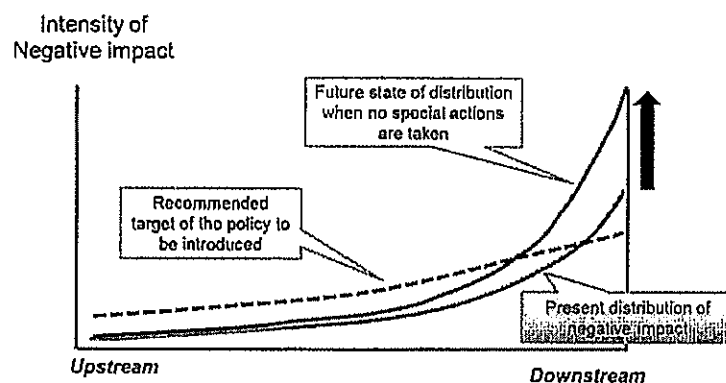 Intensity of
Negative impact
Future state of distribution
when no special actions
are taken
Recommended
target of the policy to
be introduced
Present distribution of
negative impact
Upstream
Downstream